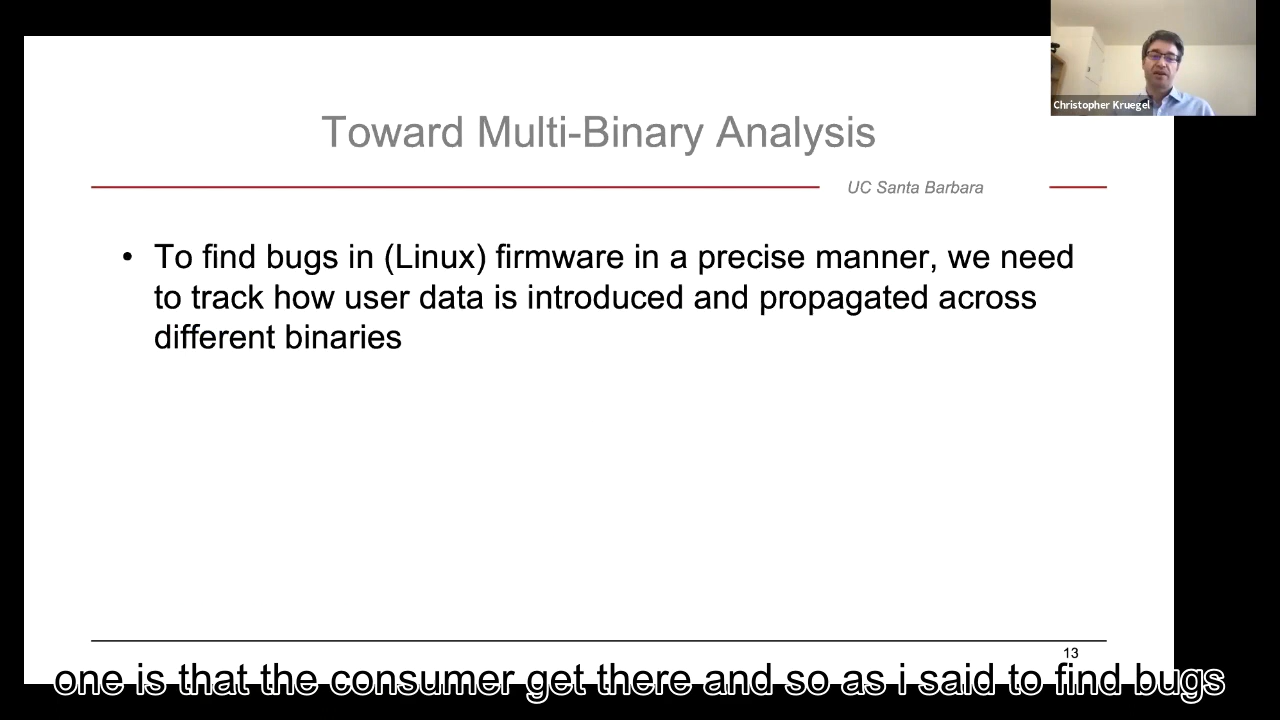 Christopher Kruegel
Toward Multi-Binary Analysis
UC Santa Barbara
• To find bugs in (Linux) firmware in a precise manner, we need
to track how user data is introduced and propagated across
different binaries
13
one is that the consumer get there and so as i said to find bugs